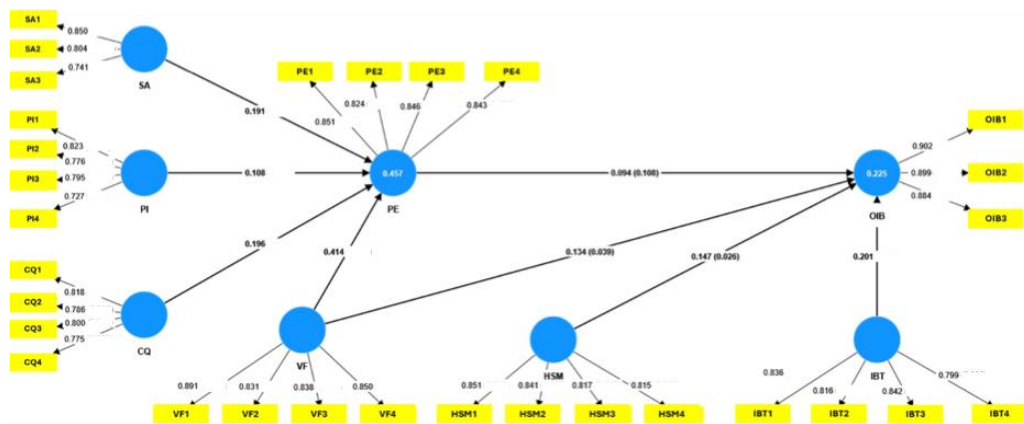 SA1
0.850
SA2
0.804
SA3
0.741
SA
PE1
PE2
PE3
PE4
0.851
0.824
0.846
0.843
0.191
PI1
0.823
PI2
0.776
PI3
0.795
PI4
0.727
PI
0.108
0.457
PE
0.094 (0.108)
0.225
OIB
0.902
OIB1
0.899
OIB2
0.884
OIB3
0.196
0.414
0.134 (0.039)
0.147 (0.026)
0.201
CQ1
0.818
CQ2
0.786
CQ3
0.800
CQ4
0.775
CQ
VF
HSM
IBT
0.891
0.831
0.838
0.850
0.851
0.841
0.817
0.815
0.836
0.816
0.842
0.799
VF1
VF2
VF3
VF4
HSM1
HSM2
HSM3
HSM4
IBT1
IBT2
IBT3
IBT4